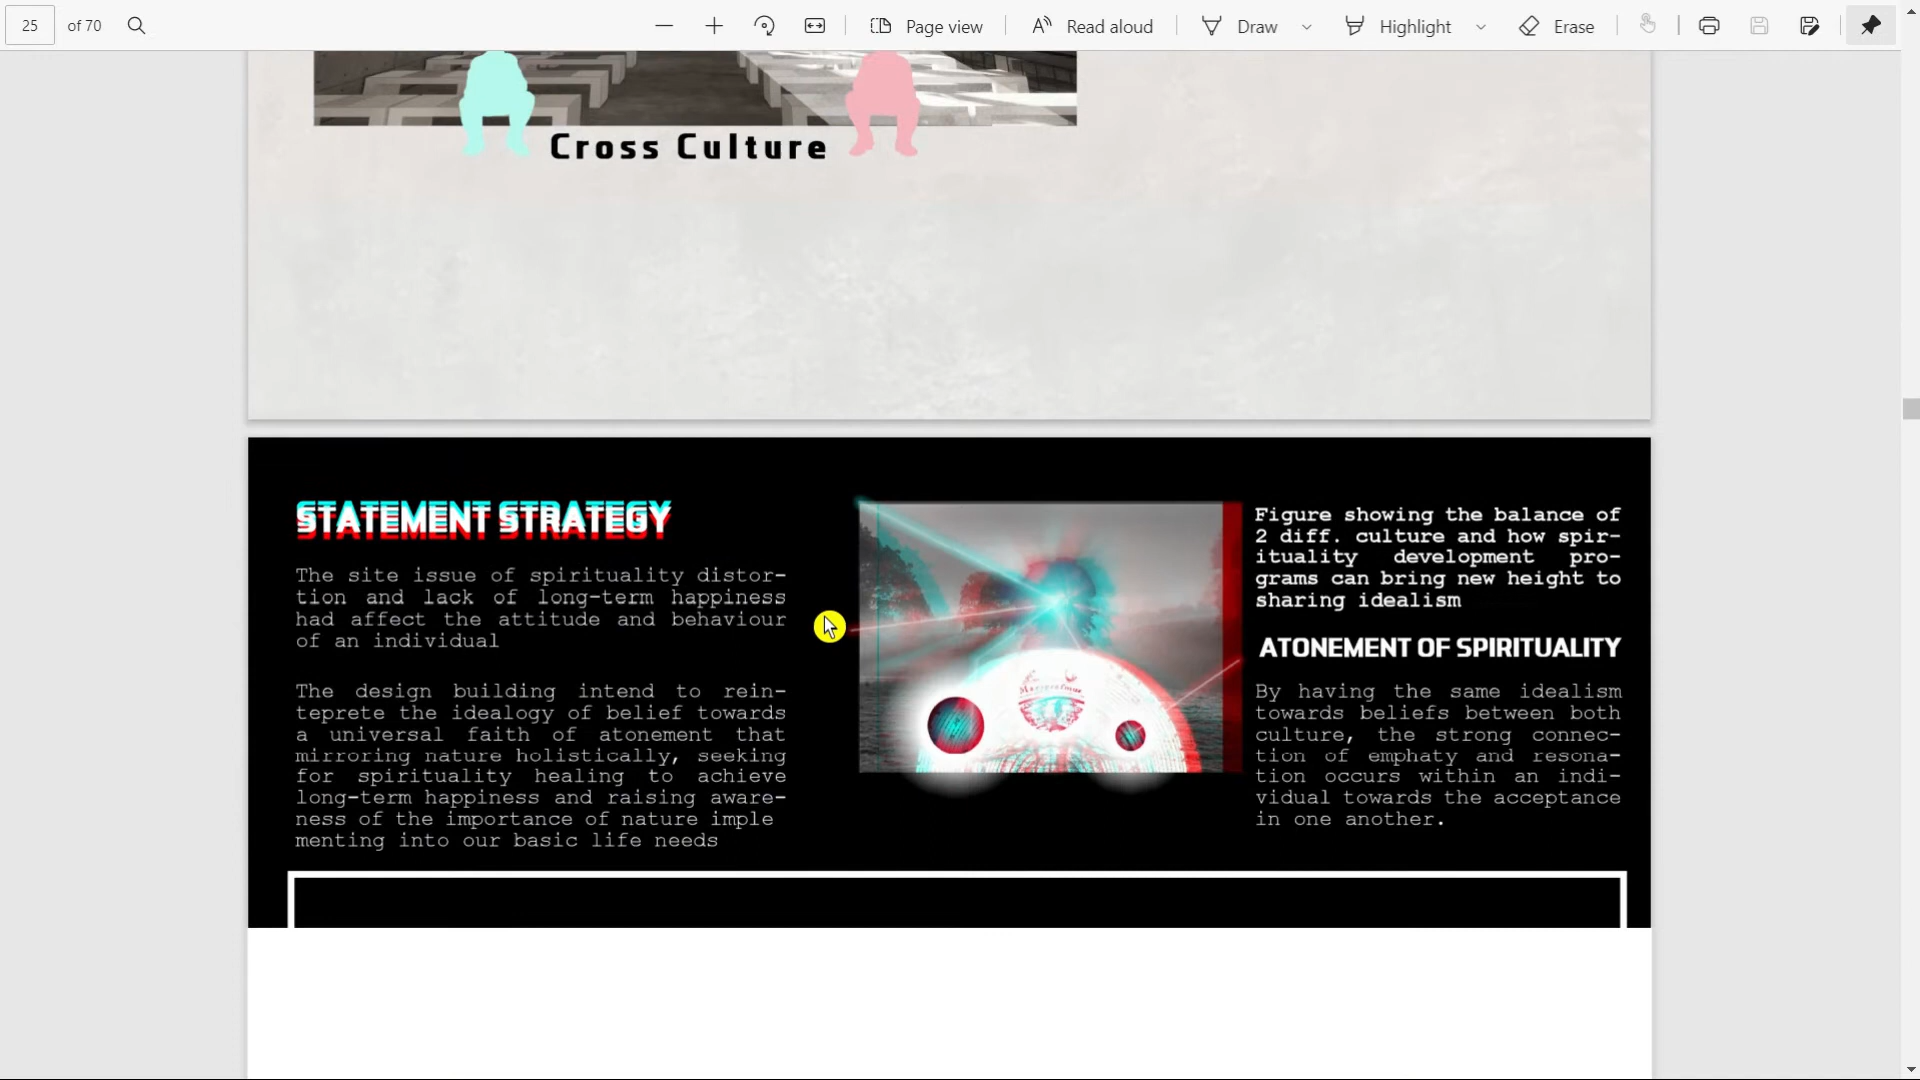 25 of 70 Page view Read aloud Draw Highlight Erase
Cross Culture
STATEMENT STRATEGY
The site issue of spirituality distor-
tion and lack of long-term happiness
had affect the attitude and behaviour
of an individual
The design building intend to rein-
teprete the idealogy of belief towards
a universal faith of atonement that
mirroring nature holistically, seeking
for spirituality healing to achieve
long-term happiness and raising aware-
ness of the importance of nature imple
menting into our basic life needs
Figure showing the balance of
2 diff. culture and how spir-
ituality development pro-
grams can bring new height to
sharing idealism
ATONEMENT OF SPIRITUALITY
By having the same idealism
towards beliefs between both
culture, the strong connec-
tion of emphaty and resona-
tion occurs within an indi-
vidual towards the acceptance
in one another.